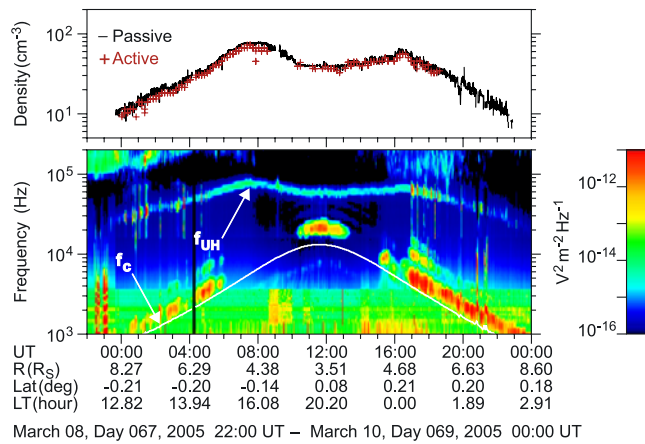 Density (cm⁻³)
10²
10¹
– Passive
+ Active
Frequency (Hz)
10⁵
10⁴
10³
f_UH
f_c
10⁻¹²
10⁻¹⁴
10⁻¹⁶
V² m⁻² Hz⁻¹
UT 00:00 04:00 08:00 12:00 16:00 20:00 00:00
R(R_S) 8.27 6.29 4.38 3.51 4.68 6.63 8.60
Lat(deg) -0.21 -0.20 -0.14 0.08 0.21 0.20 0.18
LT(hour) 12.82 13.94 16.08 20.20 0.00 1.89 2.91
March 08, Day 067, 2005 22:00 UT – March 10, Day 069, 2005 00:00 UT